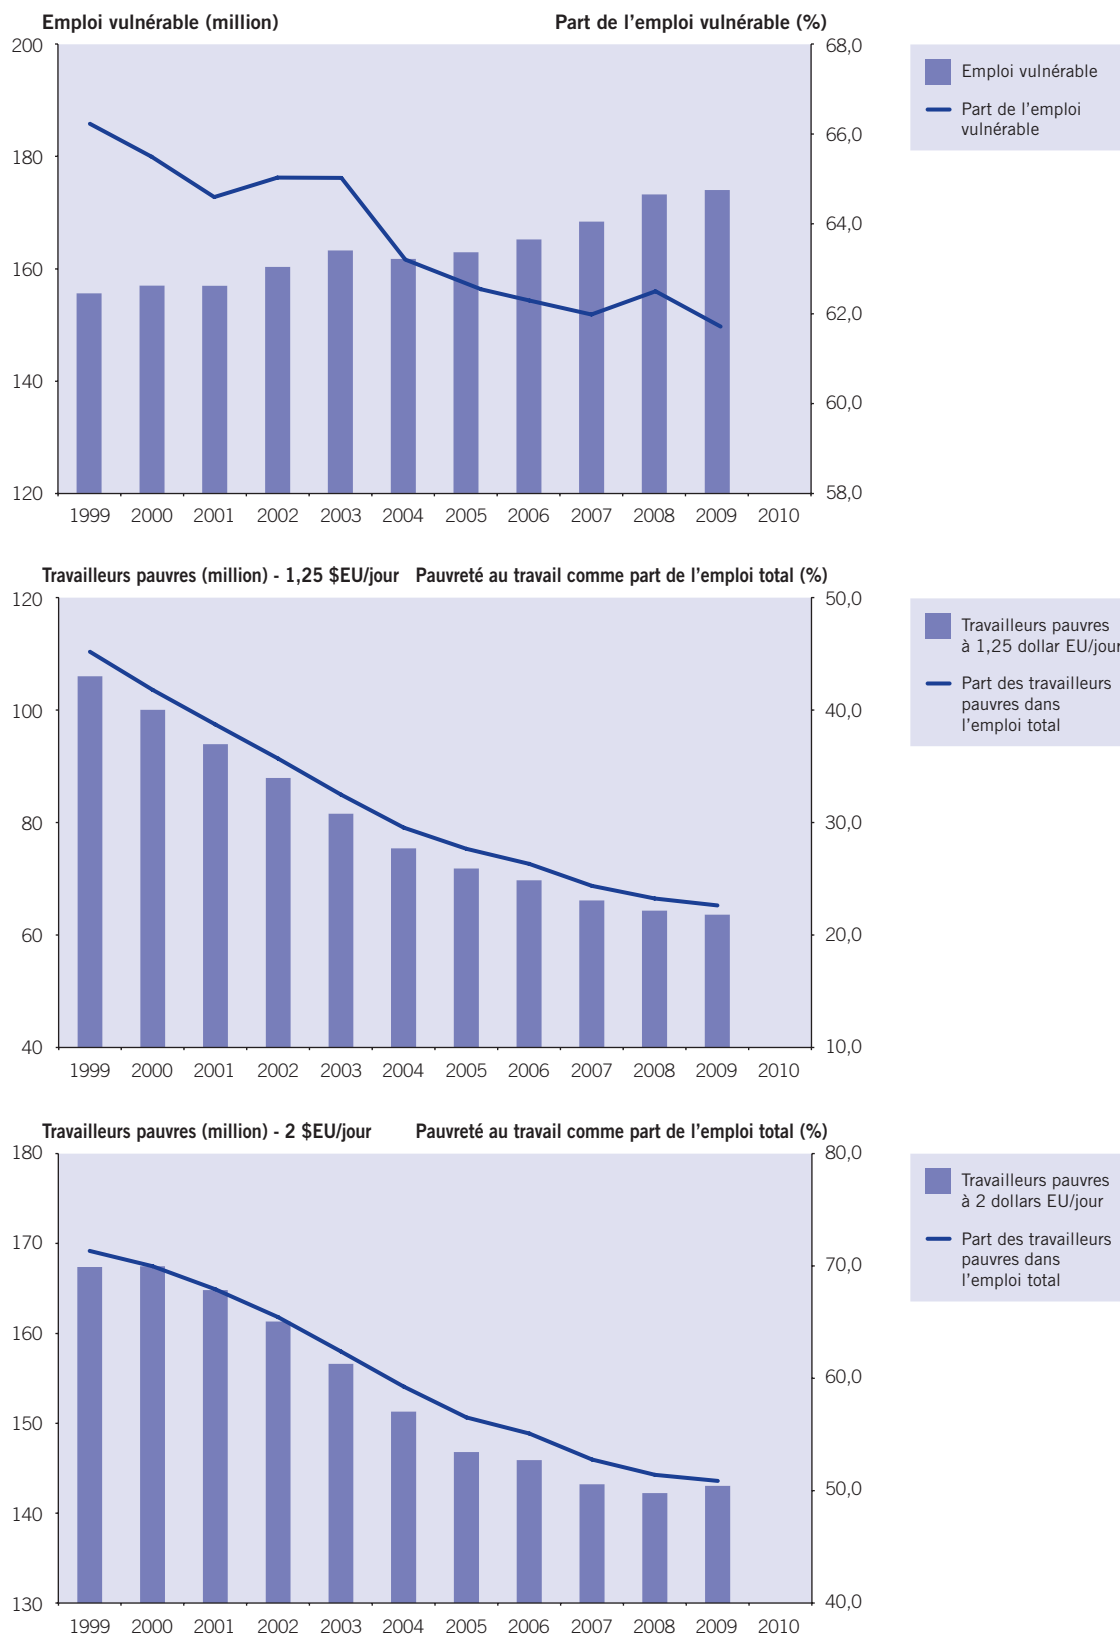 Emploi vulnérable (million) Part de l'emploi vulnérable (%)
200 68,0
180 66,0
160 64,0
140 62,0
120 60,0
58,0
1999 2000 2001 2002 2003 2004 2005 2006 2007 2008 2009 2010
Emploi vulnérable
Part de l'emploi
vulnérable
Travailleurs pauvres (million) - 1,25 $EU/jour Pauvreté au travail comme part de l'emploi total (%)
120 50,0
100 40,0
80 30,0
60 20,0
40 10,0
1999 2000 2001 2002 2003 2004 2005 2006 2007 2008 2009 2010
Travailleurs pauvres
à 1,25 dollar EU/jour
Part des travailleurs
pauvres dans
l'emploi total
Travailleurs pauvres (million) - 2 $EU/jour Pauvreté au travail comme part de l'emploi total (%)
180 80,0
170 70,0
160 60,0
150 50,0
140 40,0
130
1999 2000 2001 2002 2003 2004 2005 2006 2007 2008 2009 2010
Travailleurs pauvres
à 2 dollars EU/jour
Part des travailleurs
pauvres dans
l'emploi total